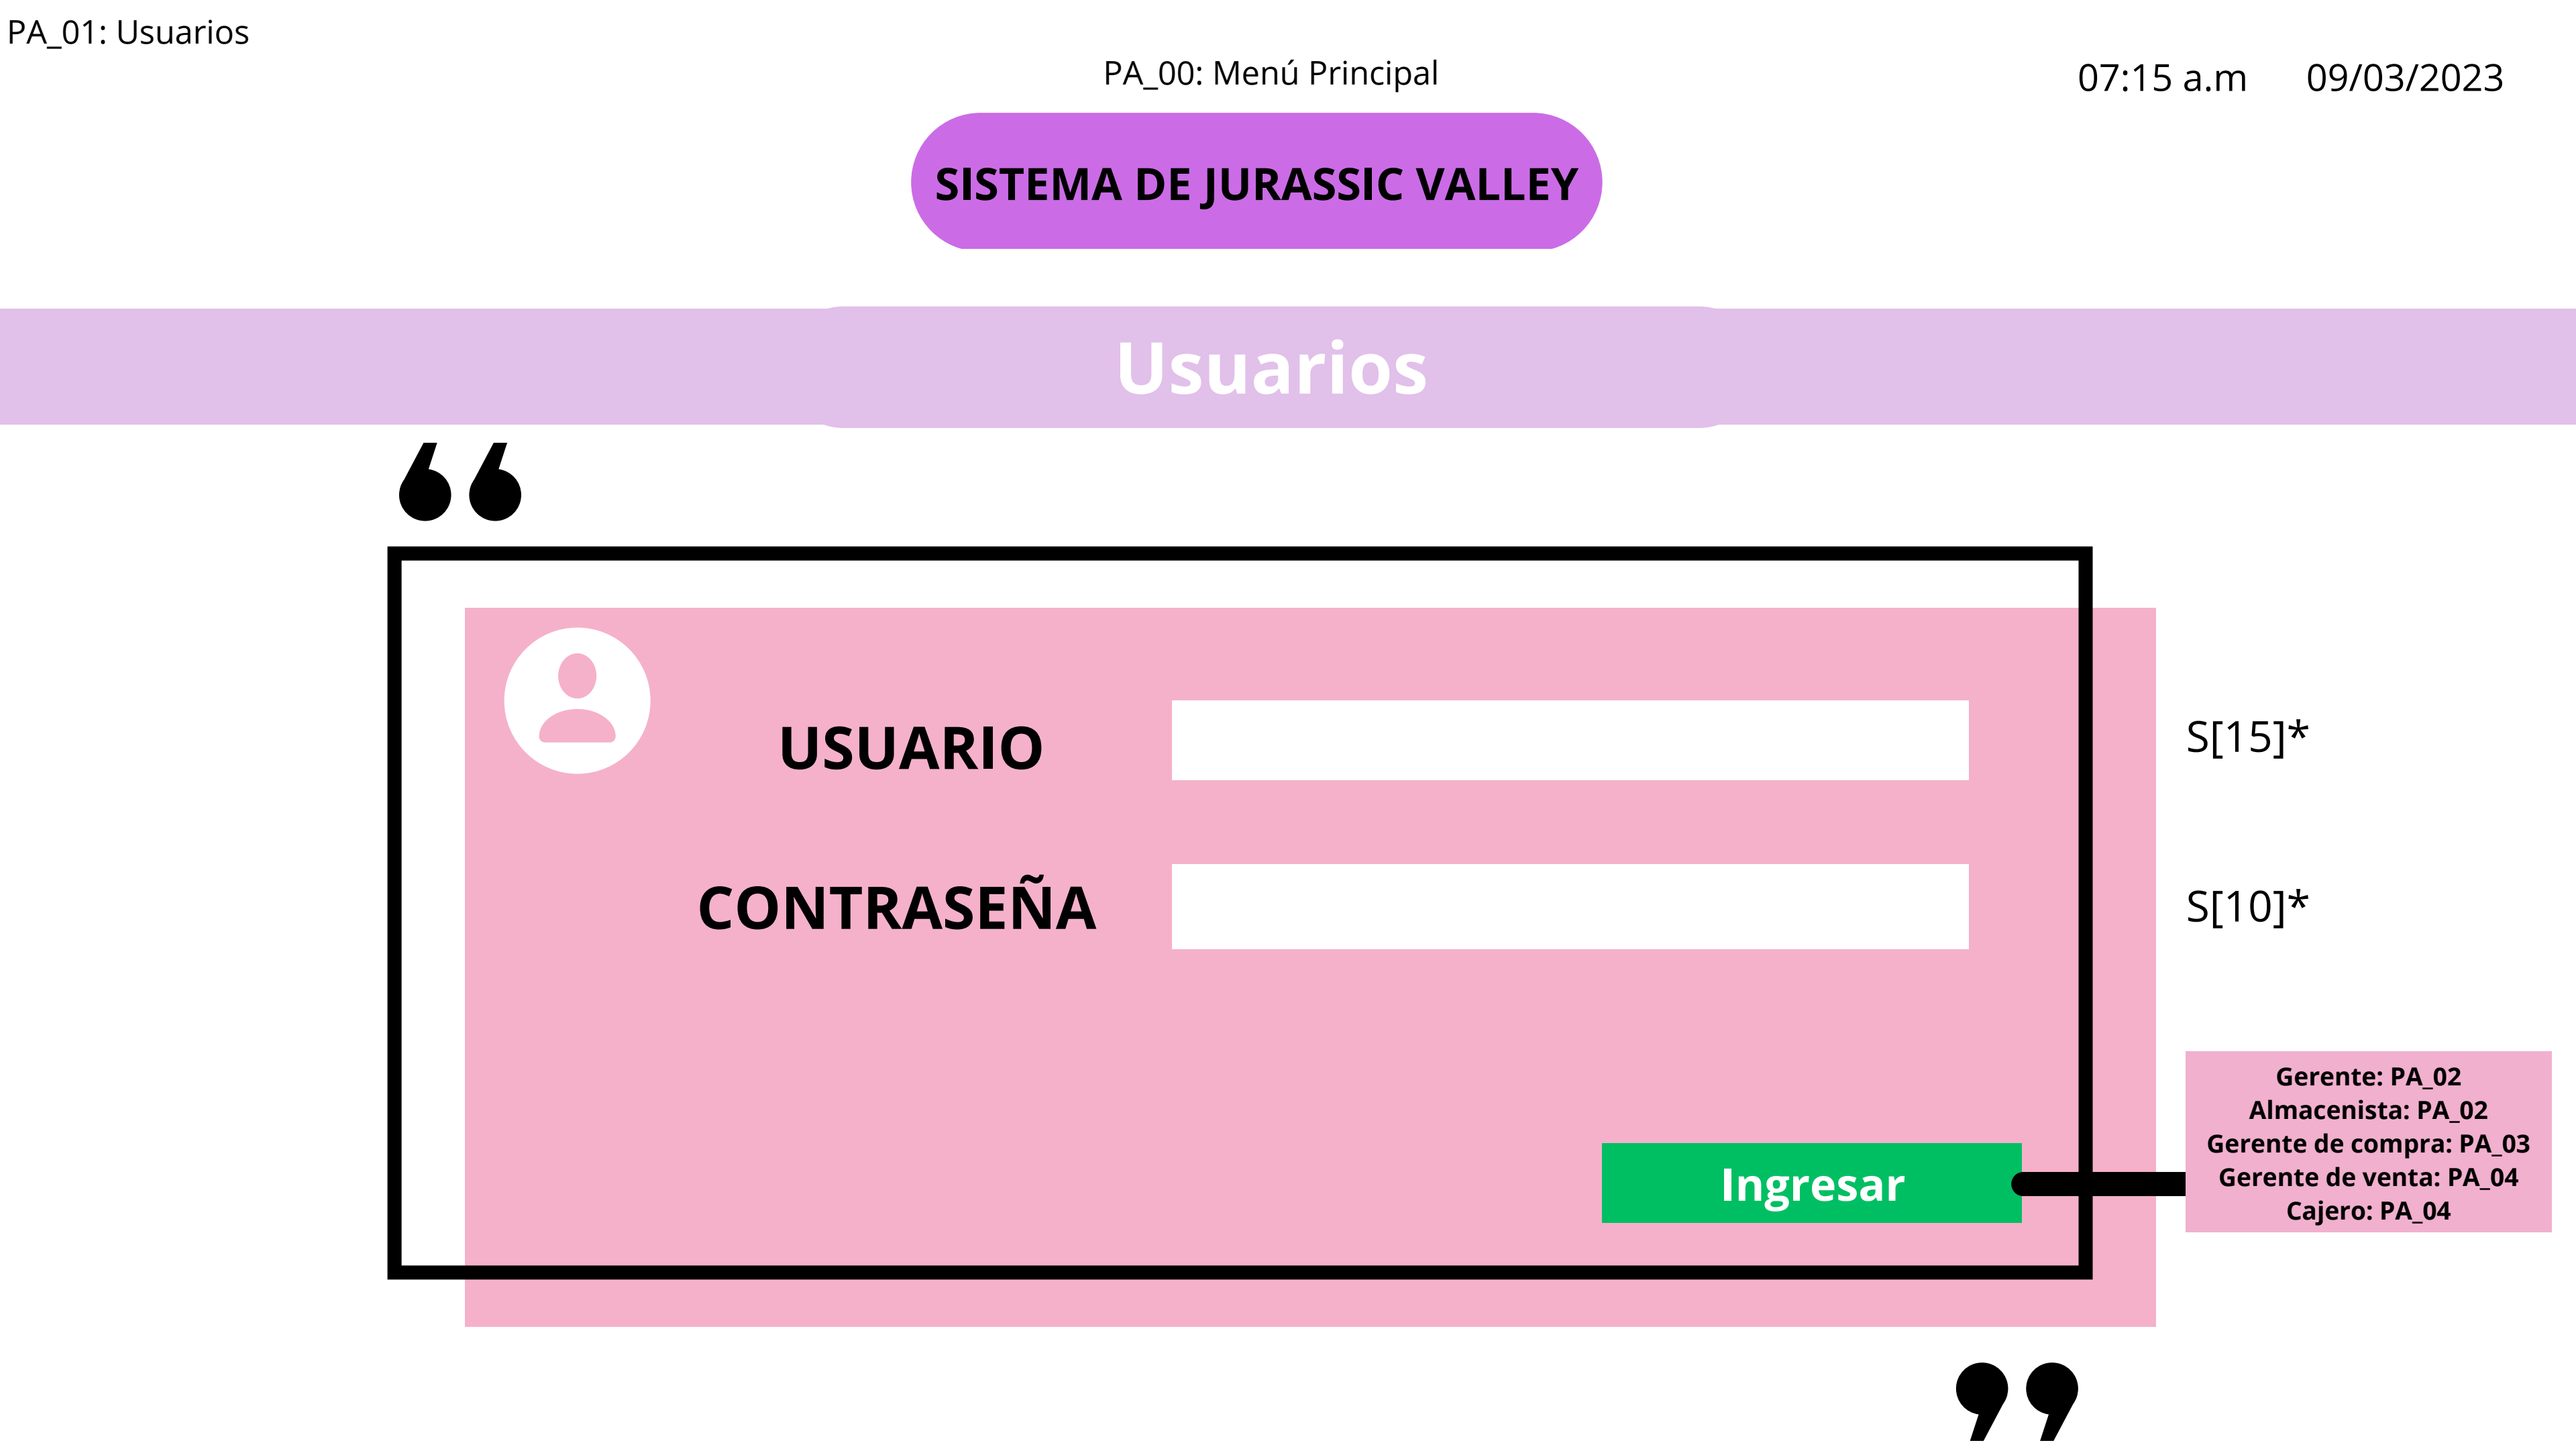 PA_01: Usuarios
PA_00: Menú Principal
07:15 a.m 09/03/2023
SISTEMA DE JURASSIC VALLEY
Usuarios
“
USUARIO
S[15]*
CONTRASEÑA
S[10]*
Ingresar
Gerente: PA_02
Almacenista: PA_02
Gerente de compra: PA_03
Gerente de venta: PA_04
Cajero: PA_04
”